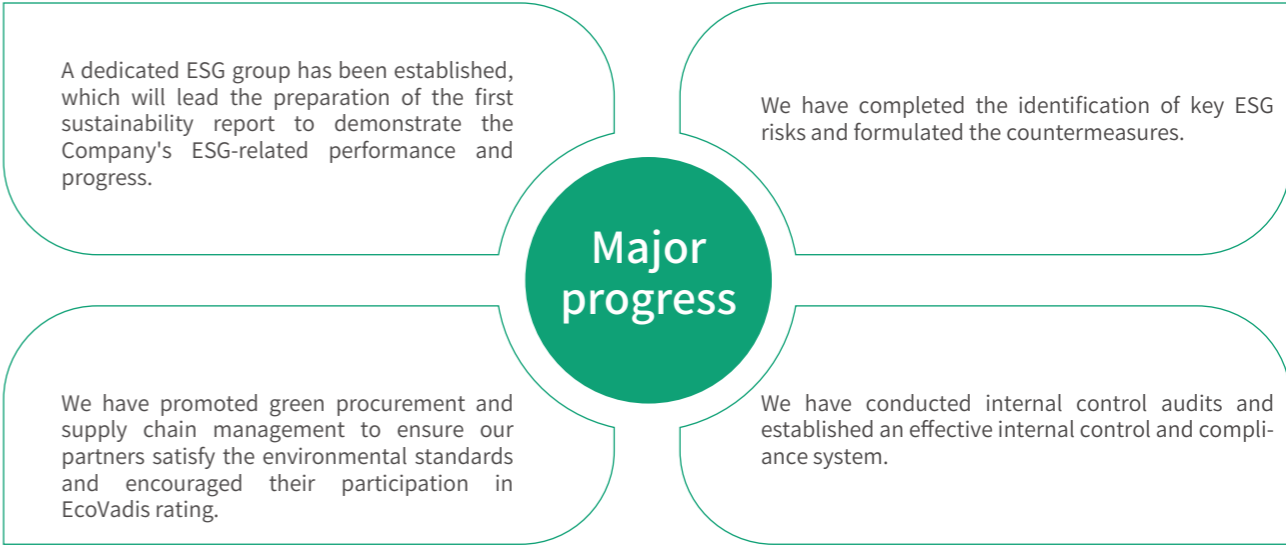 A dedicated ESG group has been established,
which will lead the preparation of the first
sustainability report to demonstrate the
Company's ESG-related performance and
progress.
We have completed the identification of key ESG
risks and formulated the countermeasures.
Major
progress
We have promoted green procurement and
supply chain management to ensure our
partners satisfy the environmental standards
and encouraged their participation in
EcoVadis rating.
We have conducted internal control audits and
established an effective internal control and compli-
ance system.